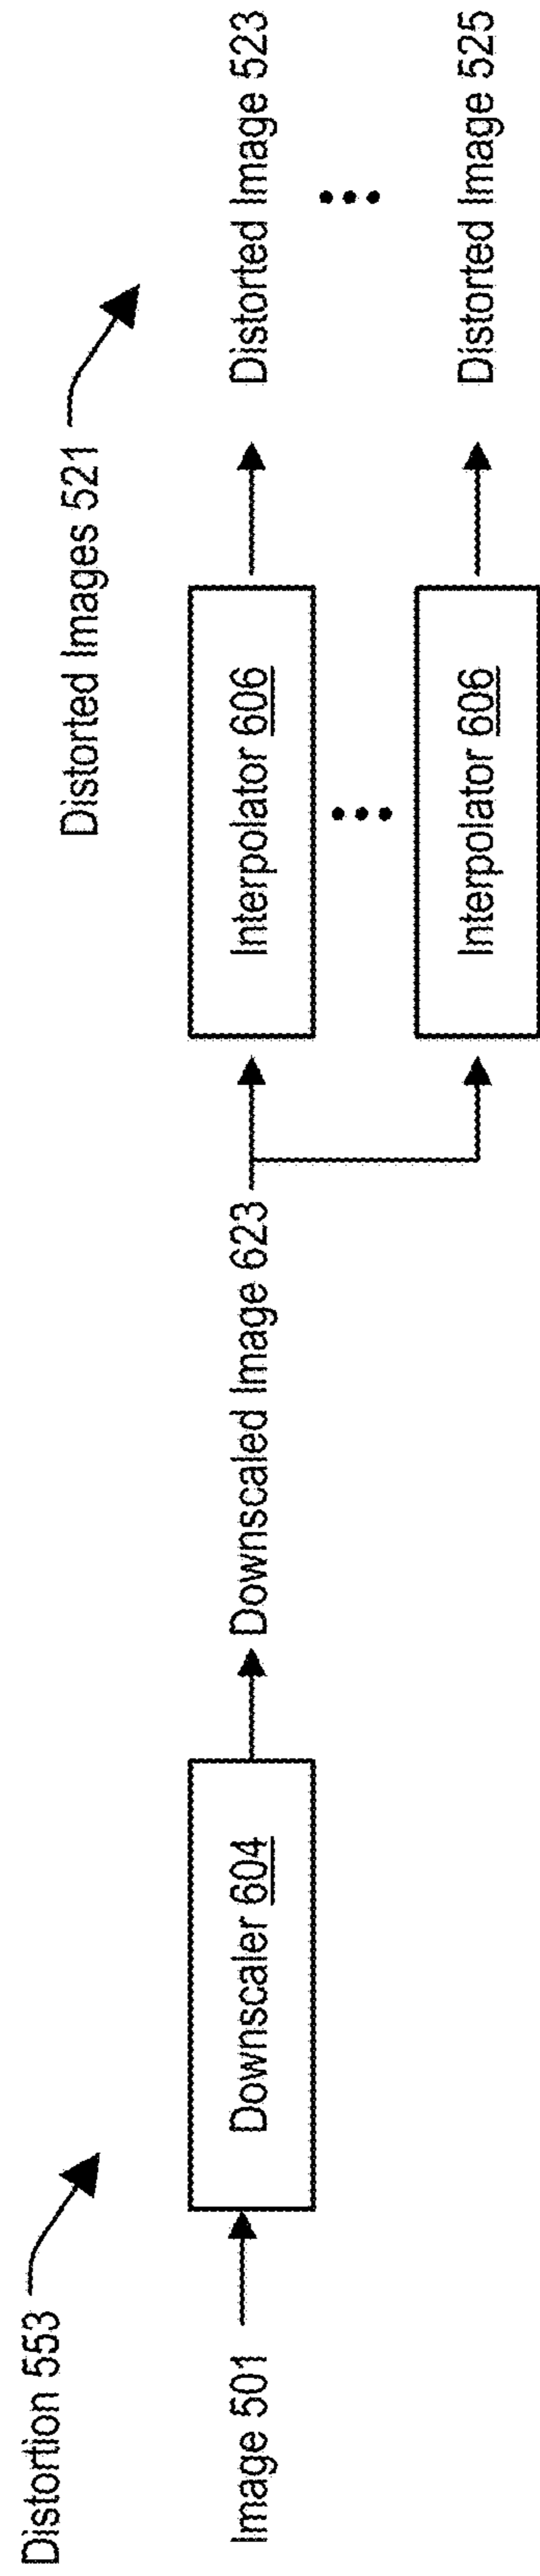 Distortion 553
Distorted Images 521
Image 501
Downscaler 604
Downscaled Image 623
Interpolator 606
Distorted Image 523
Interpolator 606
Distorted Image 525